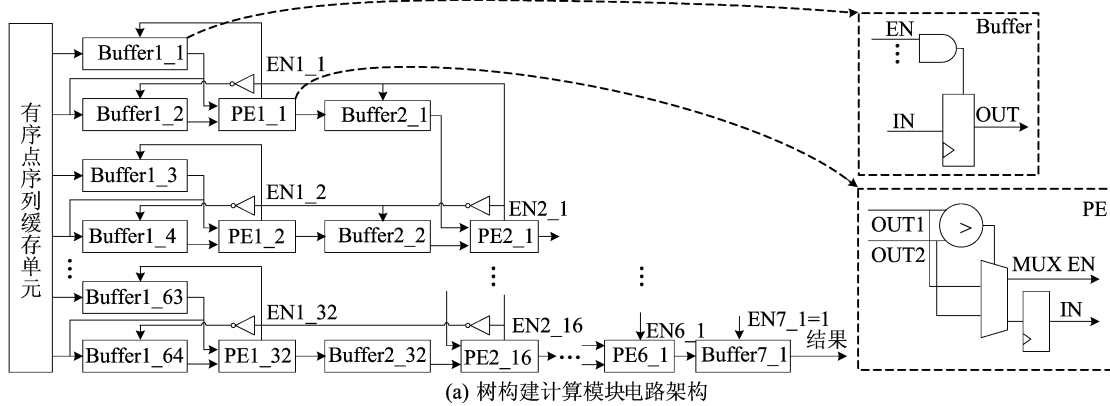 有序点序列缓存单元
Buffer1_1
EN1_1
Buffer1_2
PE1_1
Buffer2_1
Buffer1_3
EN1_2
EN2_1
Buffer1_4
PE1_2
Buffer2_2
PE2_1
Buffer1_63
EN1_32
EN2_16
EN6_1
EN7_1=1
Buffer1_64
PE1_32
Buffer2_32
PE2_16
PE6_1
Buffer7_1
结果
EN
Buffer
IN
OUT
PE
OUT1
>
OUT2
MUX EN
IN
(a) 树构建计算模块电路架构